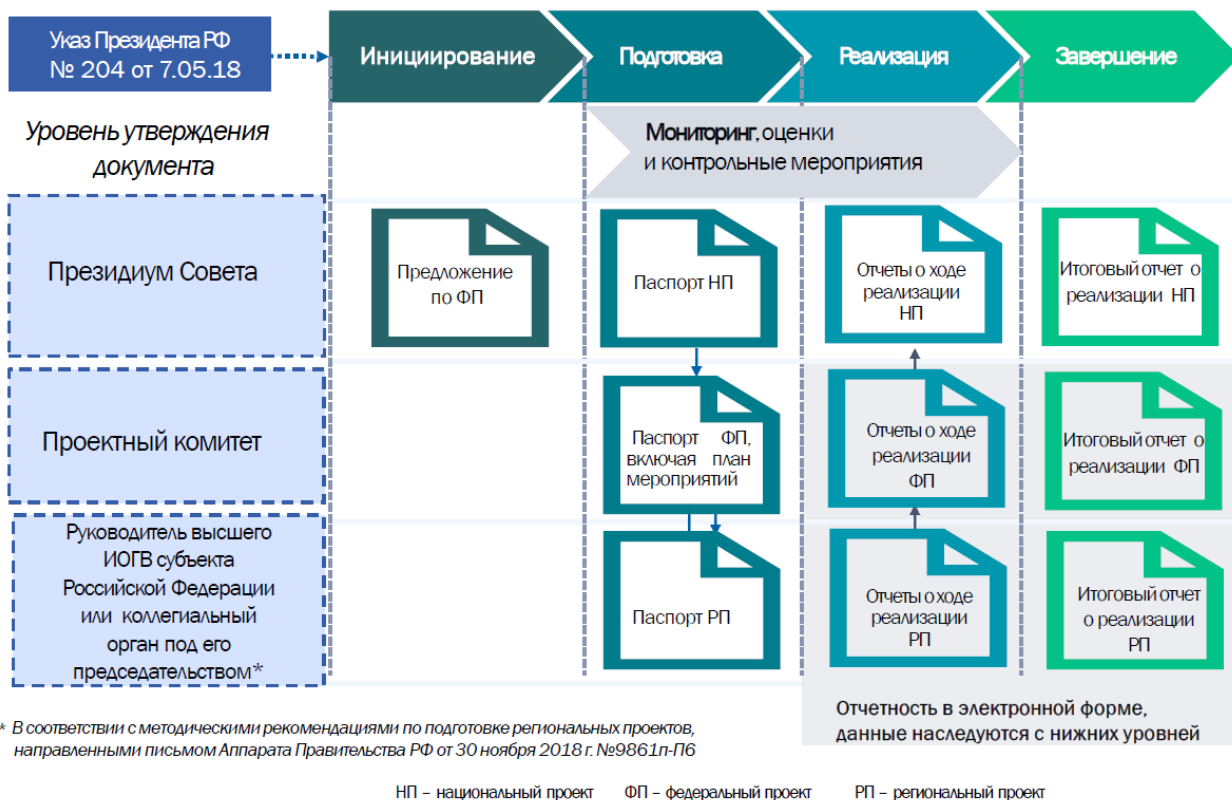 Указ Президента РФ
№ 204 от 7.05.18
Инициирование
Подготовка
Реализация
Завершение
Уровень утверждения
документа
Мониторинг, оценки
и контрольные мероприятия
Президиум Совета
Предложение
по ФП
Паспорт НП
Отчеты о ходе
реализации
НП
Итоговый отчет о
реализации НП
Проектный комитет
Паспорт ФП,
включая план
мероприятий
Отчеты о ходе
реализации
ФП
Итоговый отчет о
реализации ФП
Руководитель высшего
ИОГВ субъекта
Российской Федерации
или коллегиальный
орган под его
председательством*
Паспорт РП
Отчеты о ходе
реализации
РП
Итоговый отчет
о реализации
РП
* В соответствии с методическими рекомендациями по подготовке региональных проектов,
направленными письмом Аппарата Правительства РФ от 30 ноября 2018 г. №9861п-П6
Отчетность в электронной форме,
данные наследуются с нижних уровней
НП – национальный проект ФП – федеральный проект РП – региональный проект